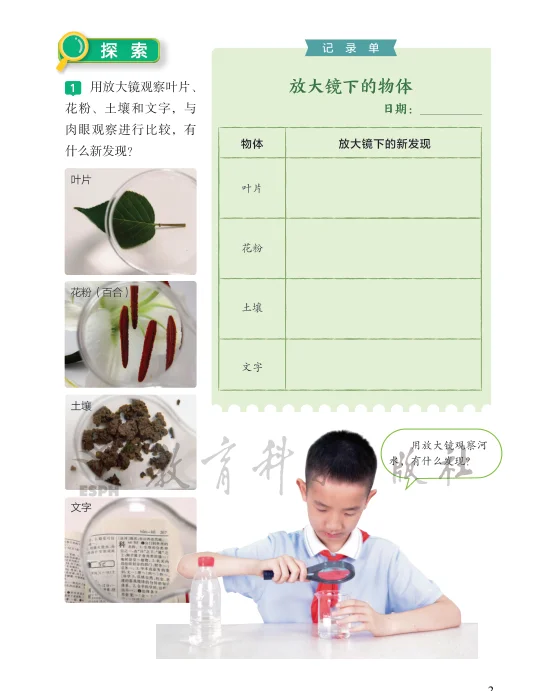 探 索
1 用放大镜观察叶片、
花粉、土壤和文字，与
肉眼观察进行比较，有
什么新发现？
叶片
花粉（百合）
土壤
文字
记 录 单
放大镜下的物体
日期：
物体 放大镜下的新发现
叶片
花粉
土壤
文字
用放大镜观察河
水，有什么发现？
ESPH 教育科 版社
科
2